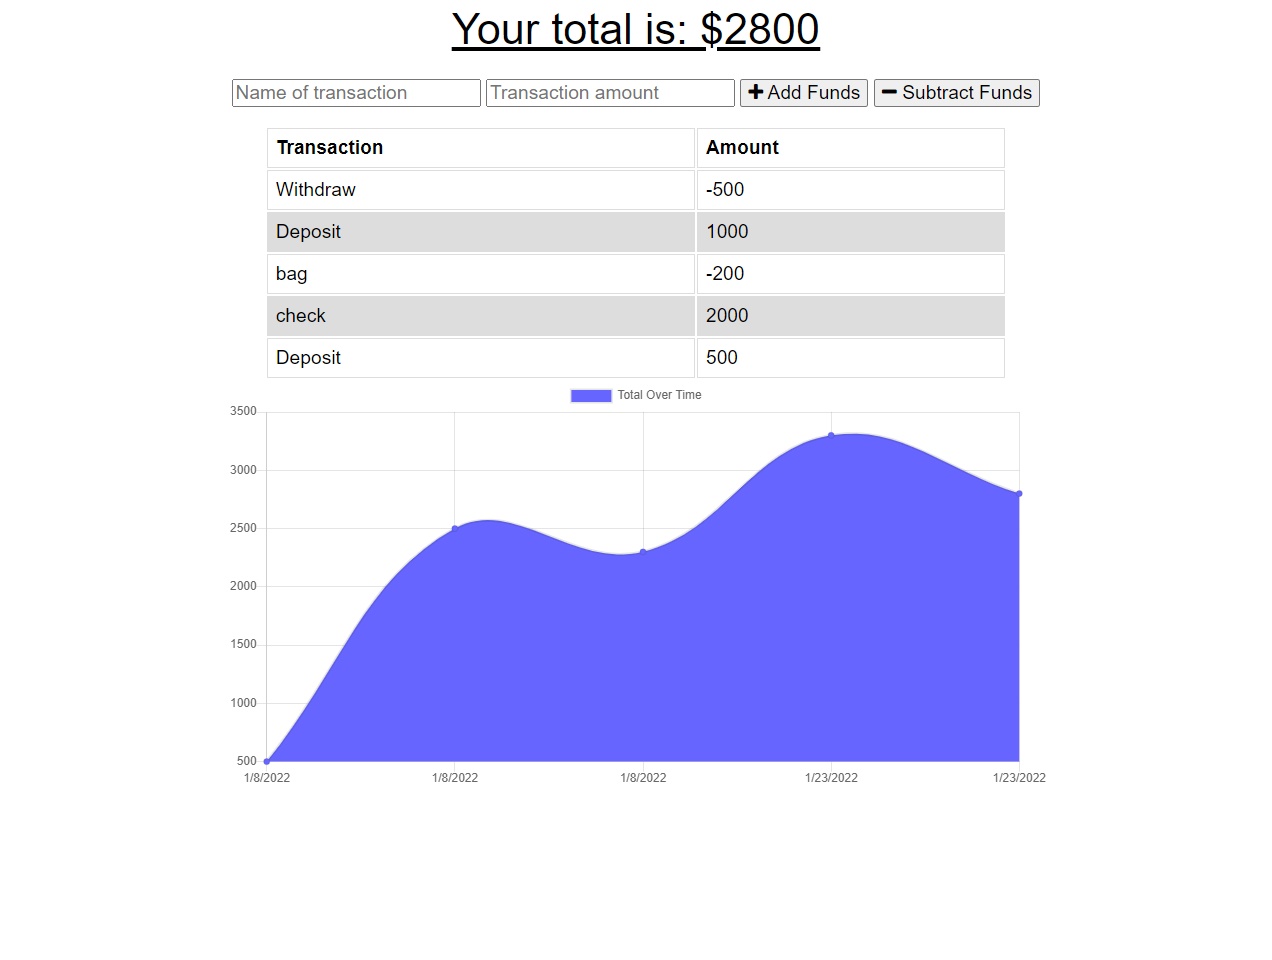 Your total is: $2800
Name of transaction Transaction amount Add Funds Subtract Funds
Transaction Amount
Withdraw -500
Deposit 1000
bag -200
check 2000
Deposit 500
Total Over Time
3500
3000
2500
2000
1500
1000
500
1/8/2022 1/8/2022 1/8/2022 1/23/2022 1/23/2022